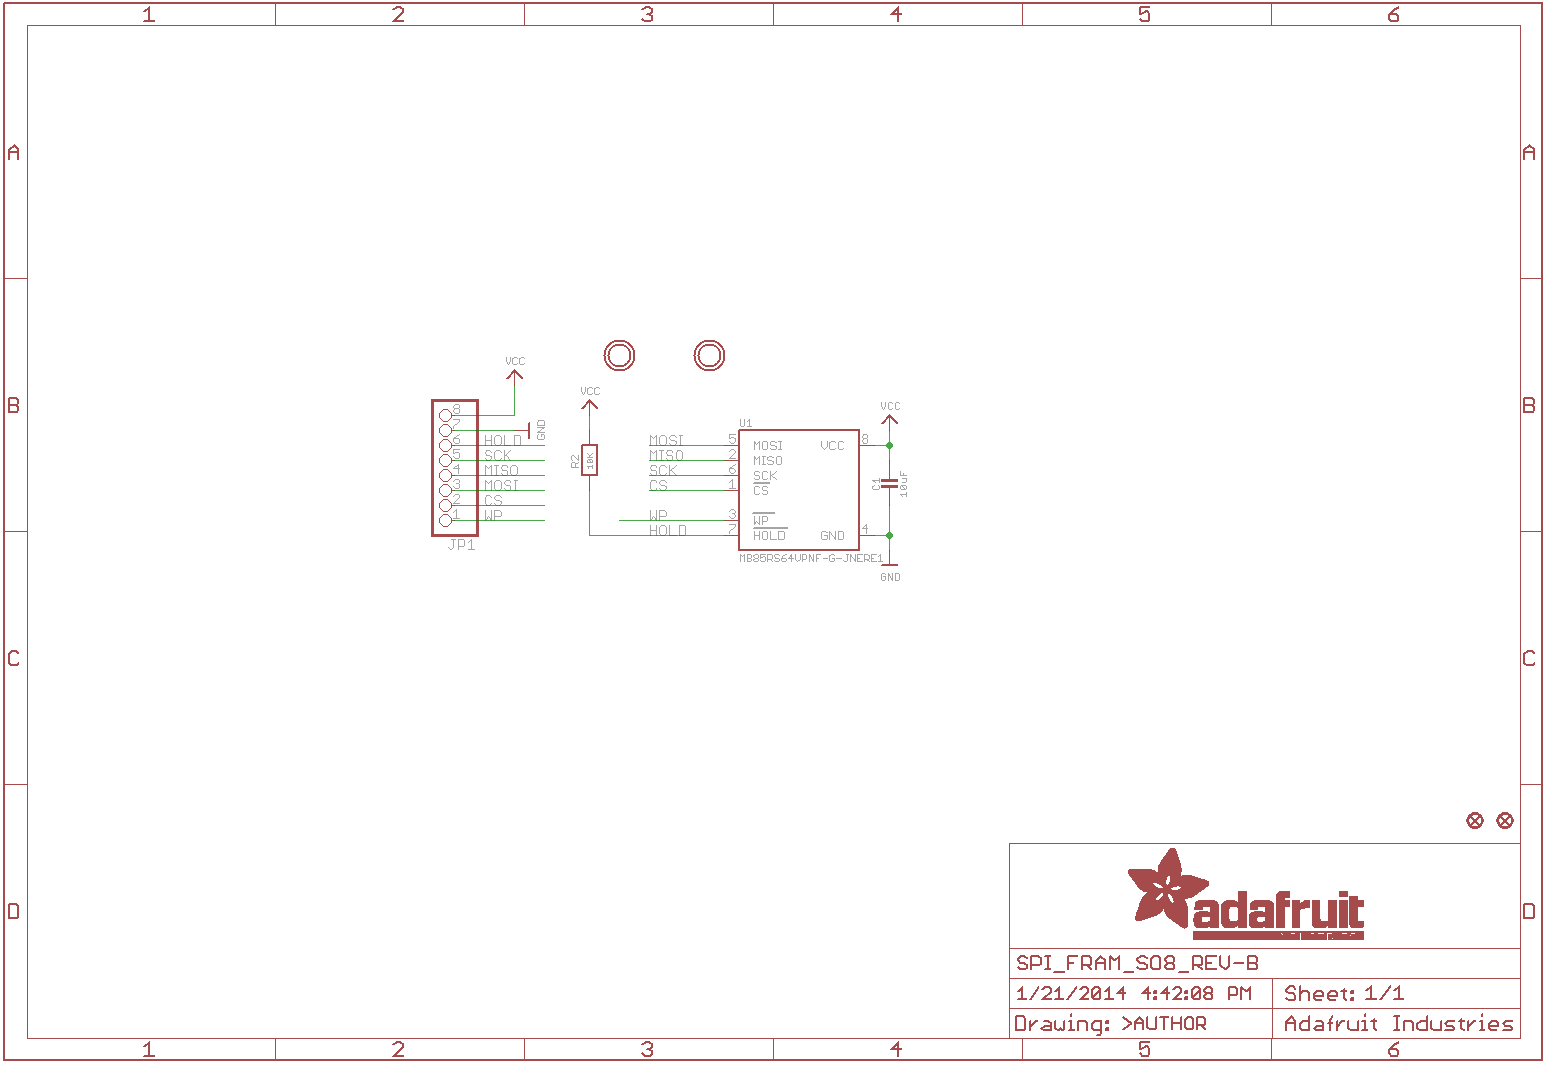 1 2 3 4 5 6
A A
VCC
VCC
B B
VCC
8
7 GND
6 HOLD
5 SCK
4 MISO
3 MOSI
2 CS
1 WP
JP1
R2 10K
U1
MOSI 5 MOSI VCC 8
MISO 2 MISO
SCK 6 SCK
CS 1 CS
C1 10uF
WP 3 WP
HOLD 7 HOLD GND 4
MB85RS64VPNF-G-JNERE1
GND
C C
D D
adafruit
SPI_FRAM_SO8_REV-B
1/21/2014 4:42:08 PM Sheet: 1/1
Drawing: >AUTHOR Adafruit Industries
1 2 3 4 5 6